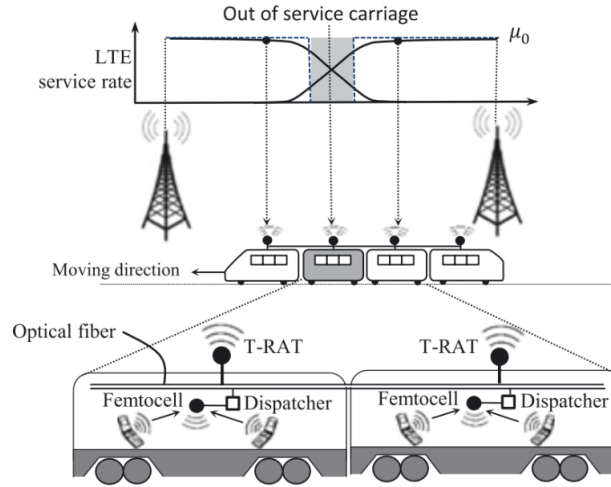 Out of service carriage
LTE
service rate
μ₀
Moving direction
Optical fiber
T-RAT
T-RAT
Femtocell
Dispatcher
Femtocell
Dispatcher